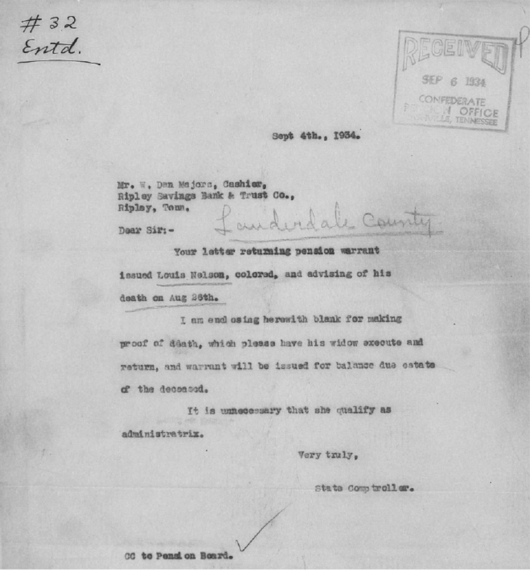 #32
Entd.
RECEIVED
SEP 6 1934
CONFEDERATE
OFFICE
TENNESSEE
Sept 4th., 1934.
Mr. W. Dan Majors, Cashier,
Ripley Savings Bank & Trust Co.,
Ripley, Tenn.
Lauderdale County
Dear Sir:-
Your letter returning pension warrant
issued Louis Nelson, colored, and advising of his
death on Aug 26th.
I am enclosing herewith blank for making
proof of death, which please have his widow execute and
return, and warrant will be issued for balance due estate
of the deceased.
It is unnecessary that she qualify as
administratrix.
Very truly,
State Comptroller.
CC to Pension Board.